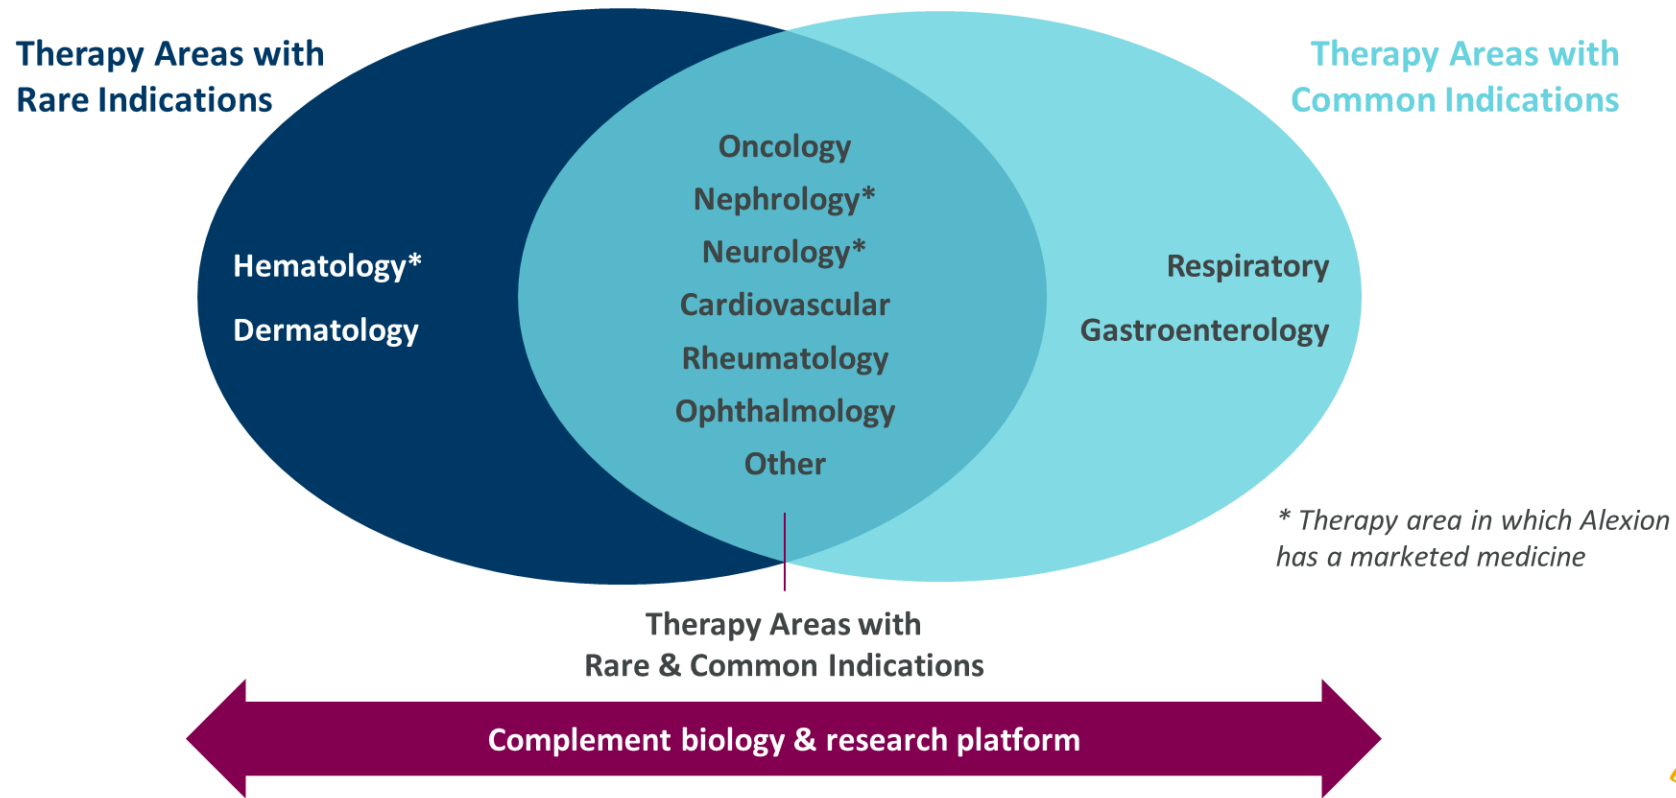 Therapy Areas with
Rare Indications
Therapy Areas with
Common Indications
Hematology*
Dermatology
Oncology
Nephrology*
Neurology*
Cardiovascular
Rheumatology
Ophthalmology
Other
Respiratory
Gastroenterology
* Therapy area in which Alexion
has a marketed medicine
Therapy Areas with
Rare & Common Indications
Complement biology & research platform